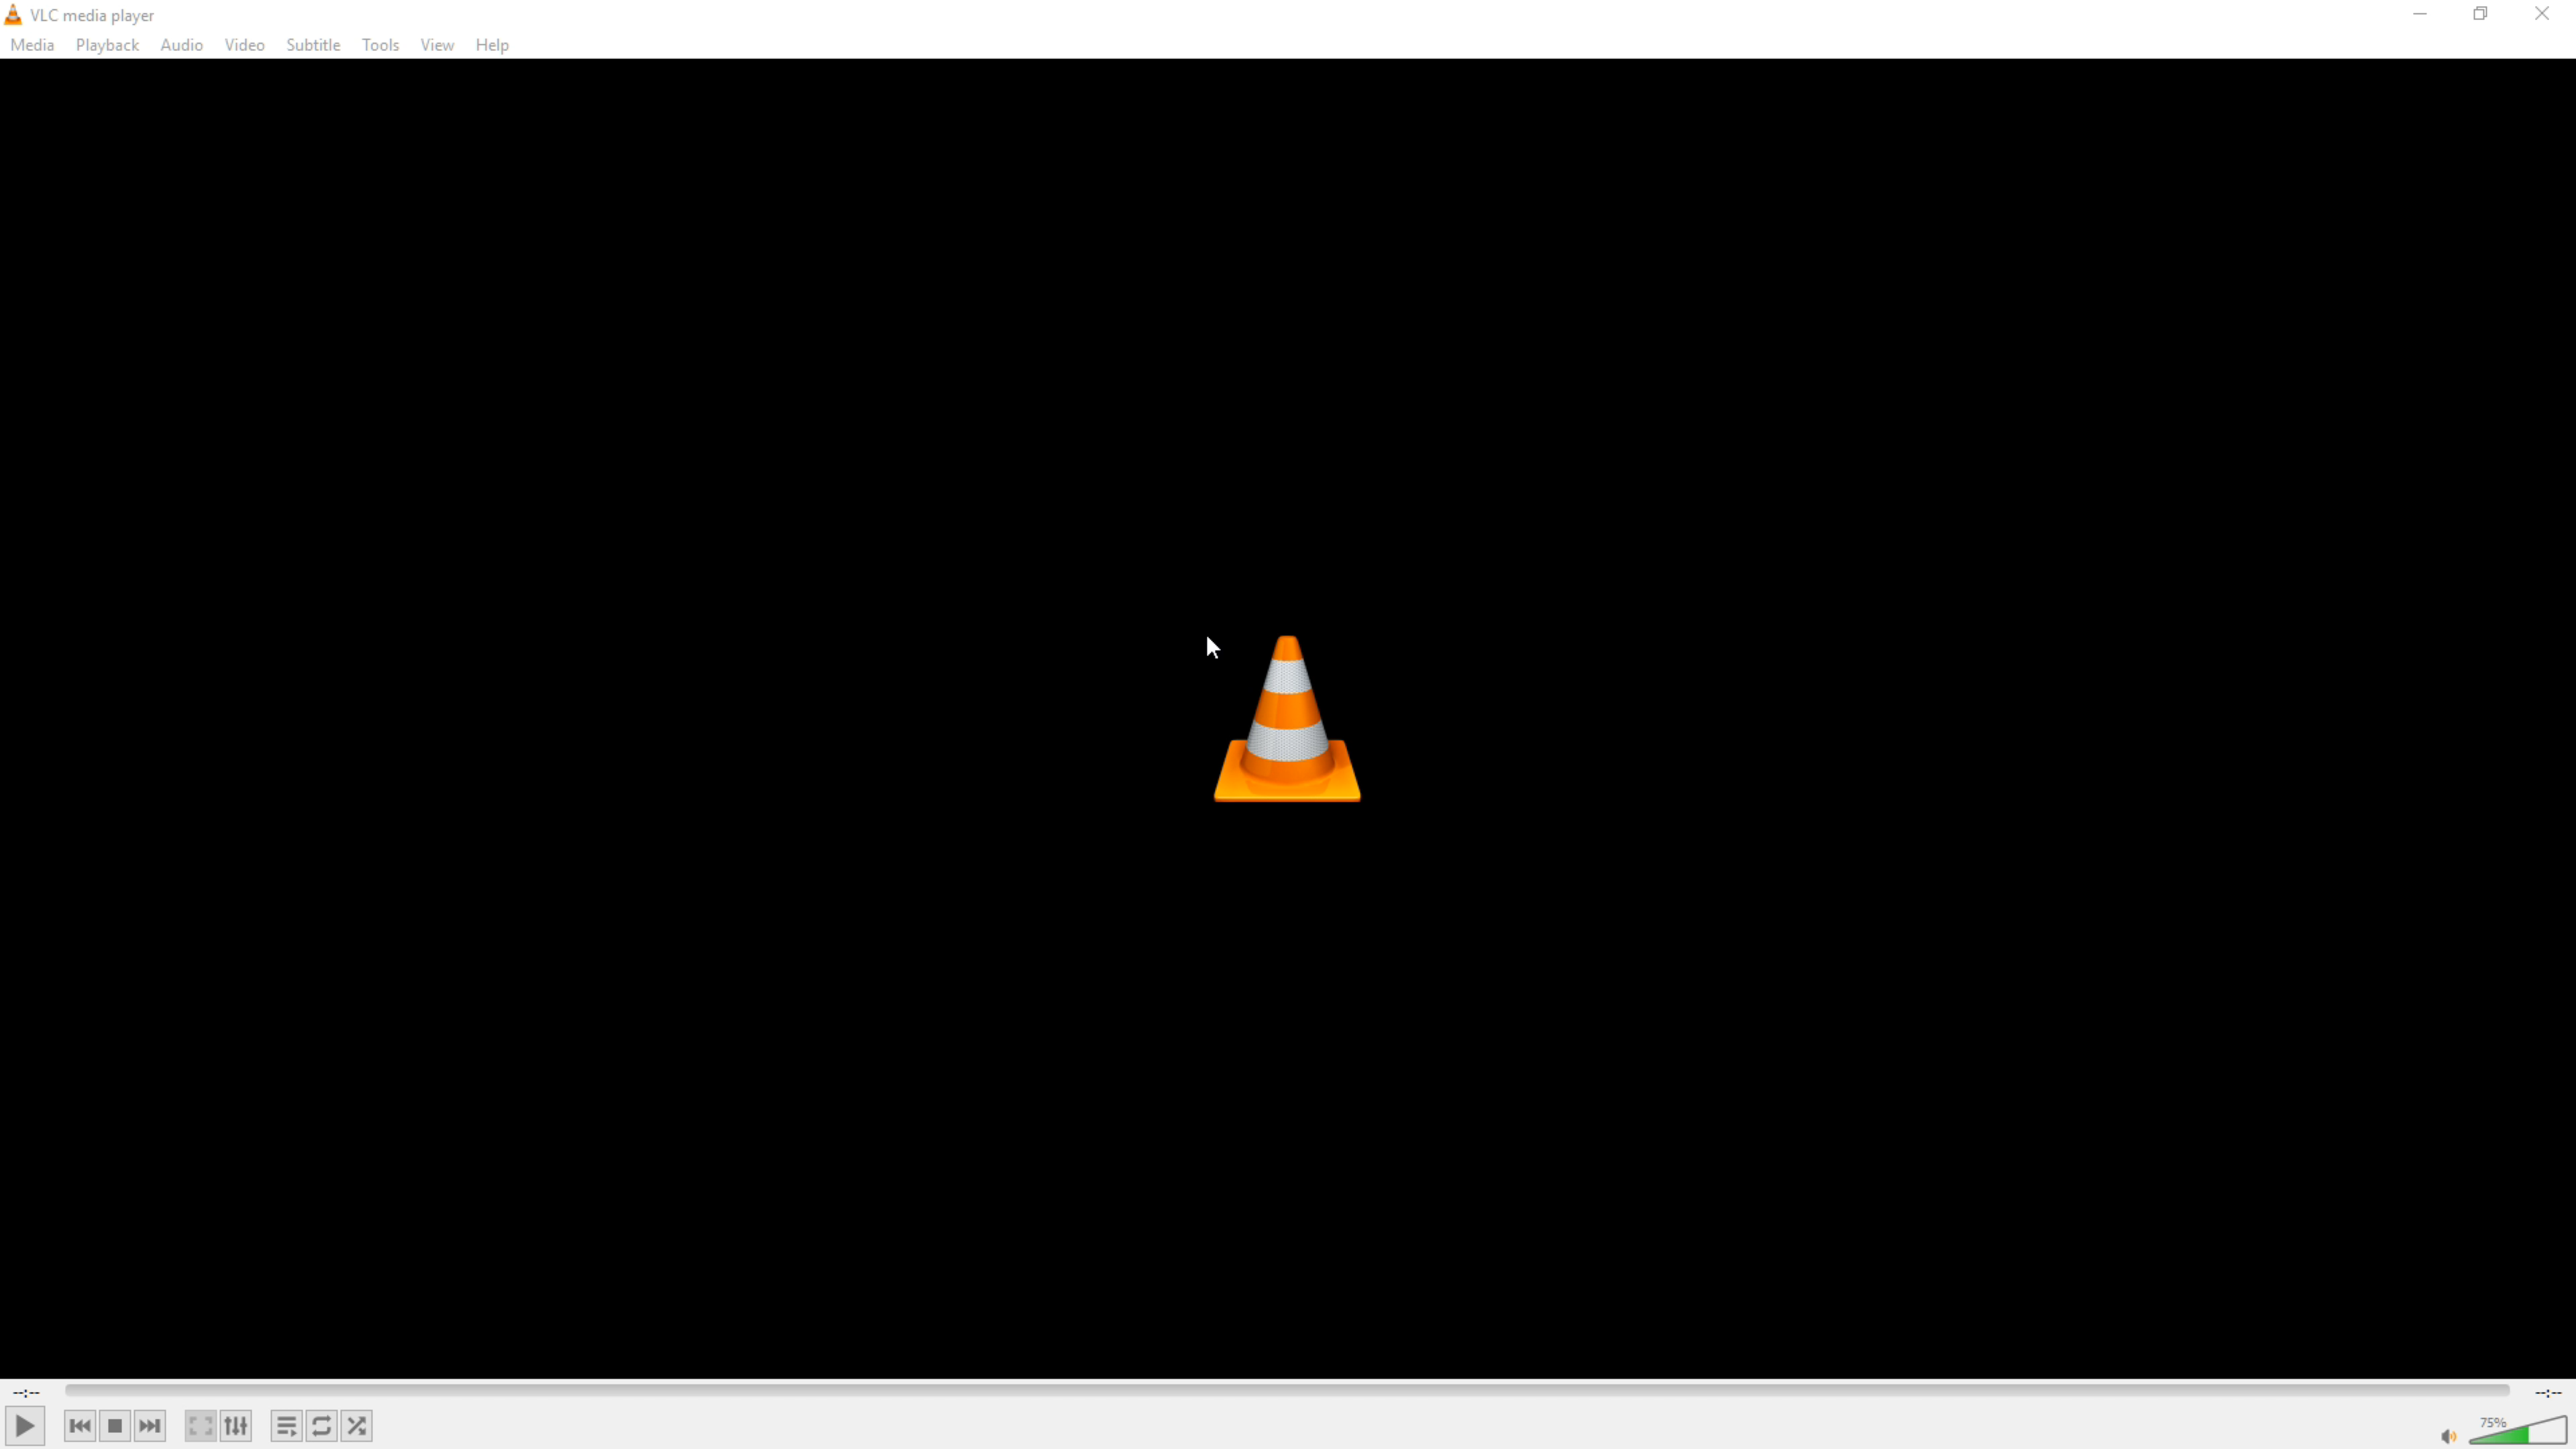 VLC media player
Media Playback Audio Video Subtitle Tools View Help
--:-- --:--
75%